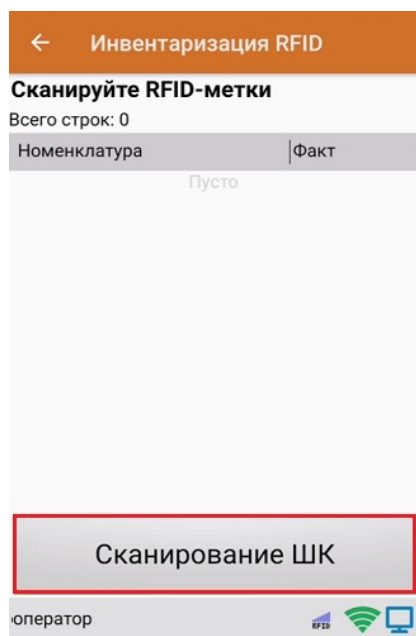 Инвентаризация RFID
Сканируйте RFID-метки
Всего строк: 0
Номенклатура Факт
Пусто
Сканирование ШК
оператор RFID